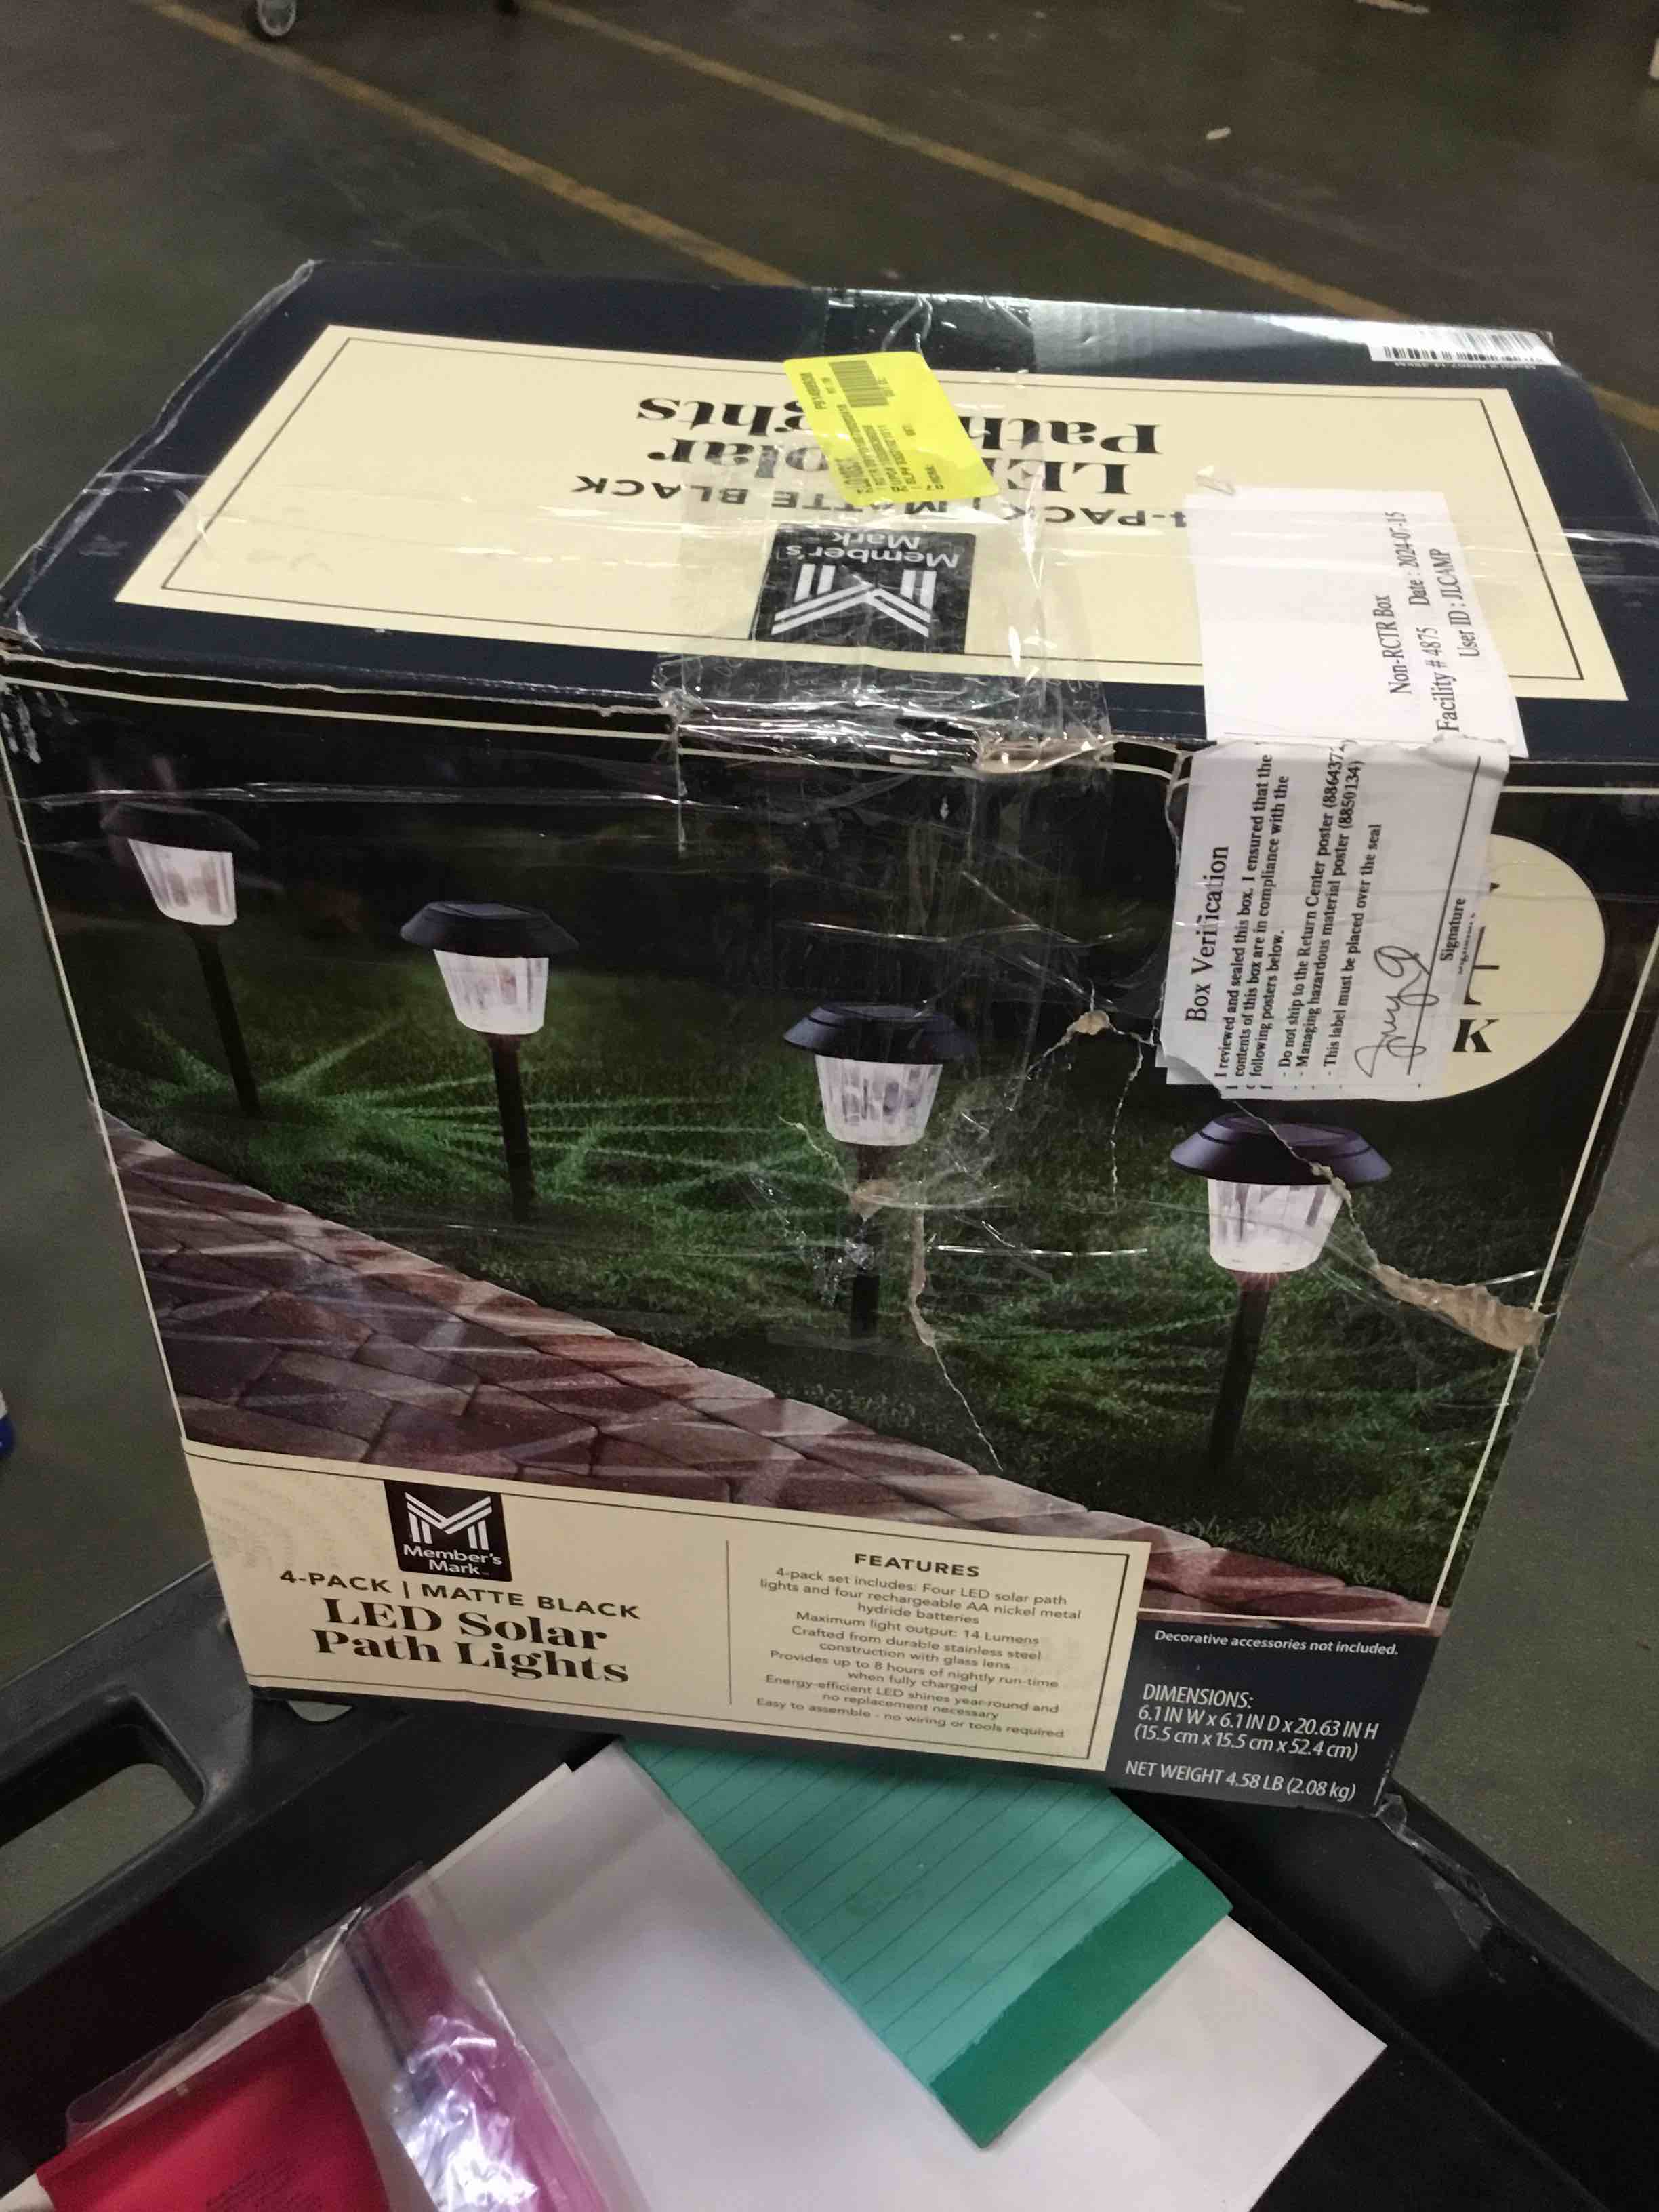 Path Lights
LED Solar
4-PACK | MATTE BLACK
Member's
Mark
Non-RCTR Box
Facility # 4875 Date : 2024-07-15
User ID : JLCAMP
Box Verification
I reviewed and sealed this box. I ensured that the
contents of this box are in compliance with the
following posters below.
- Do not ship to the Return Center poster (886437
- Managing hazardous material poster (8850134)
- This label must be placed over the seal
Signature
K
Member's
Mark
4-PACK | MATTE BLACK
LED Solar
Path Lights
FEATURES
4-pack set includes: Four LED solar path
lights and four rechargeable AA nickel metal
hydride batteries
Maximum light output: 14 Lumens
Crafted from durable stainless steel
construction with glass lens
Provides up to 8 hours of nightly run-time
when fully charged
Energy-efficient LED shines year-round and
no replacement necessary
Easy to assemble - no wiring or tools required
Decorative accessories not included.
DIMENSIONS:
6.1 IN W x 6.1 IN D x 20.63 IN H
(15.5 cm x 15.5 cm x 52.4 cm)
NET WEIGHT 4.58 LB (2.08 kg)